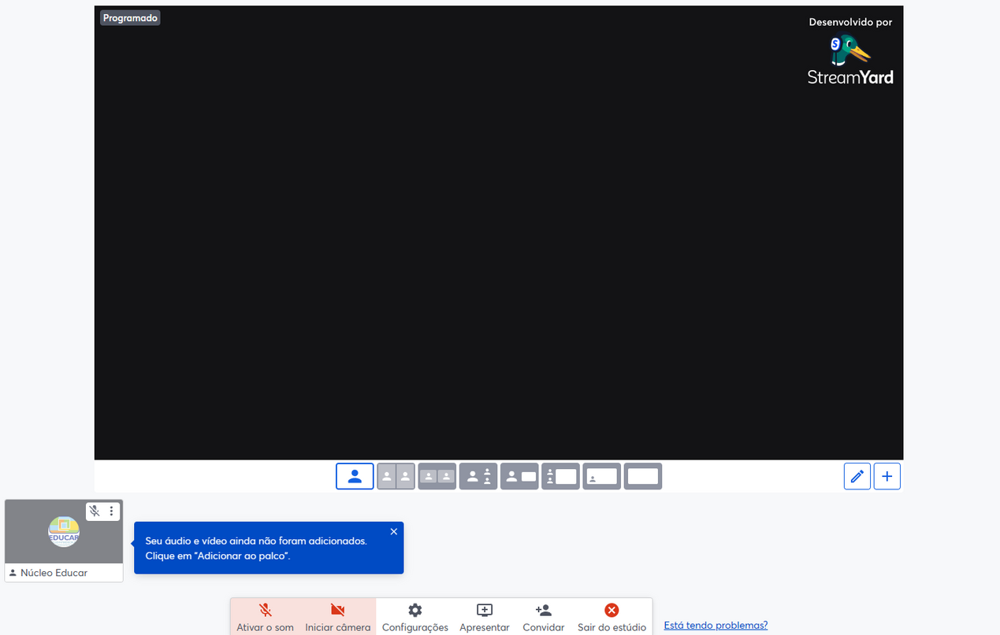 Programado
Desenvolvido por
S
StreamYard
EDUCAR
Núcleo Educar
Seu áudio e vídeo ainda não foram adicionados.
Clique em "Adicionar ao palco".
Ativar o som
Iniciar câmera
Configurações
Apresentar
Convidar
Sair do estúdio
Está tendo problemas?